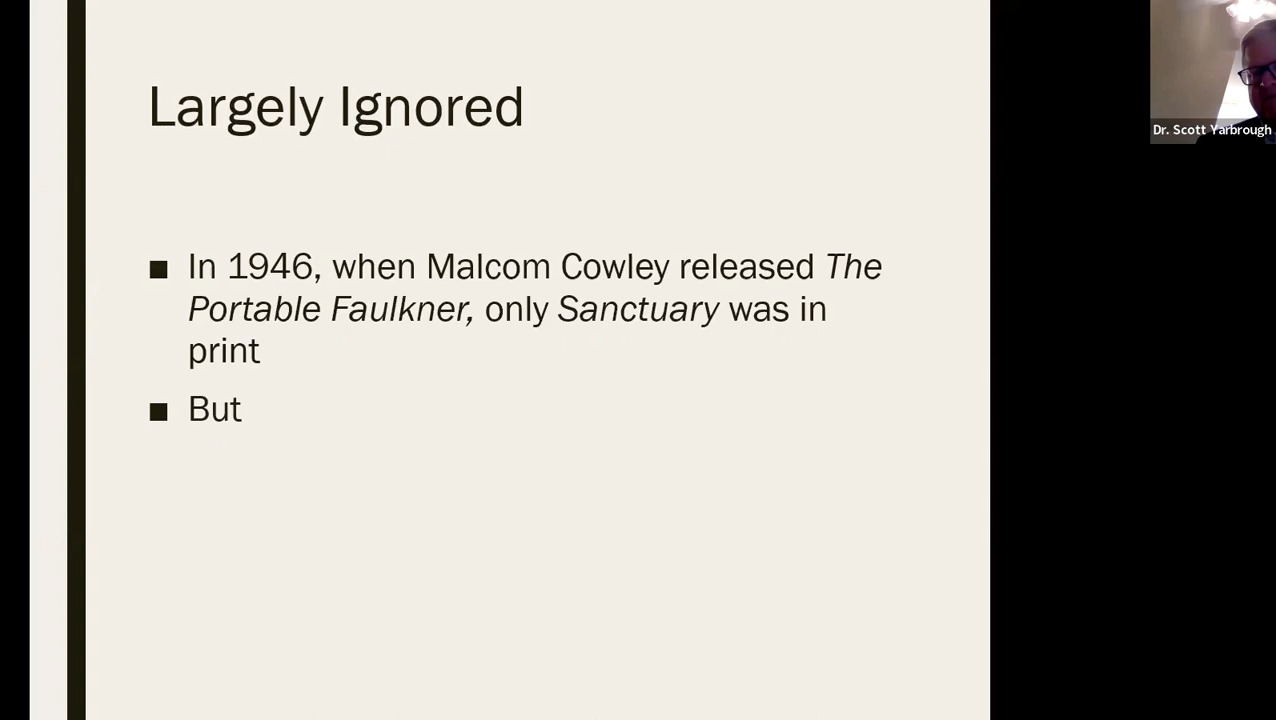 Largely Ignored
Dr. Scott Yarbrough
■ In 1946, when Malcom Cowley released The
Portable Faulkner, only Sanctuary was in
print
■ But